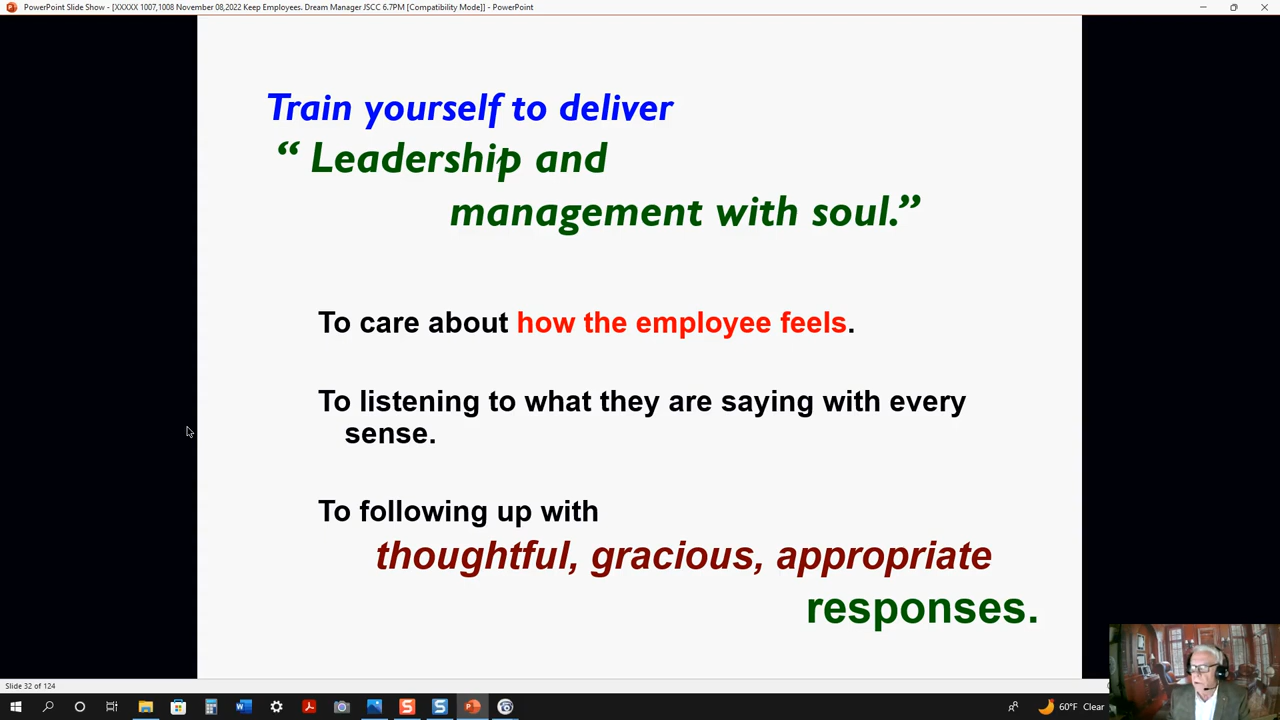 PowerPoint Slide Show - [XXXXX 1007,1008 November 08,2022 Keep Employees. Dream Manager JSCC 6.7PM [Compatibility Mode]] - PowerPoint
Train yourself to deliver
“ Leadership and
management with soul.”
To care about how the employee feels.
To listening to what they are saying with every
sense.
To following up with
thoughtful, gracious, appropriate
responses.
Slide 32 of 124
60°F Clear